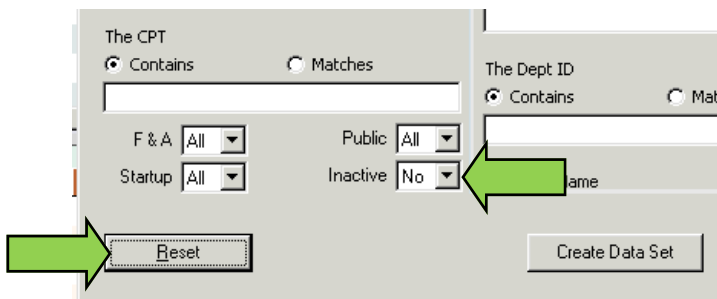 The CPT
Contains Matches
The Dept ID
Contains
F & A All Public All
Startup All Inactive No
Reset Create Data Set